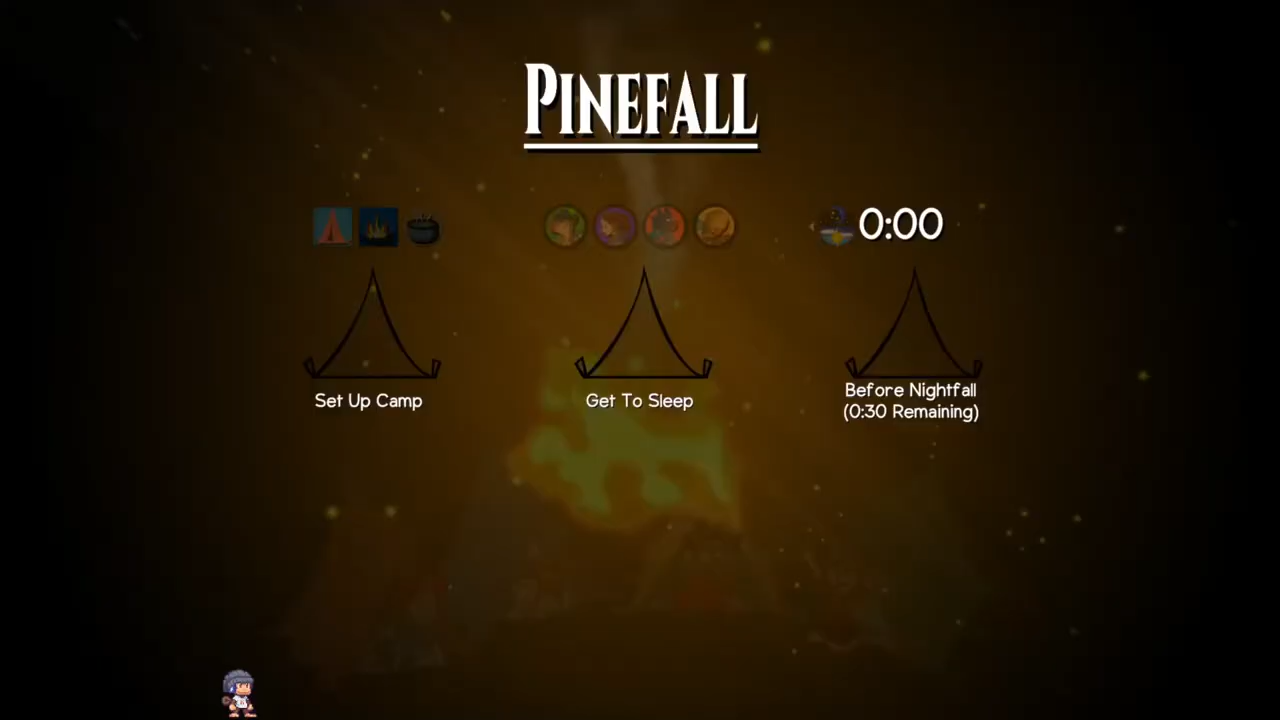 PINEFALL
0:00
Set Up Camp
Get To Sleep
Before Nightfall
(0:30 Remaining)